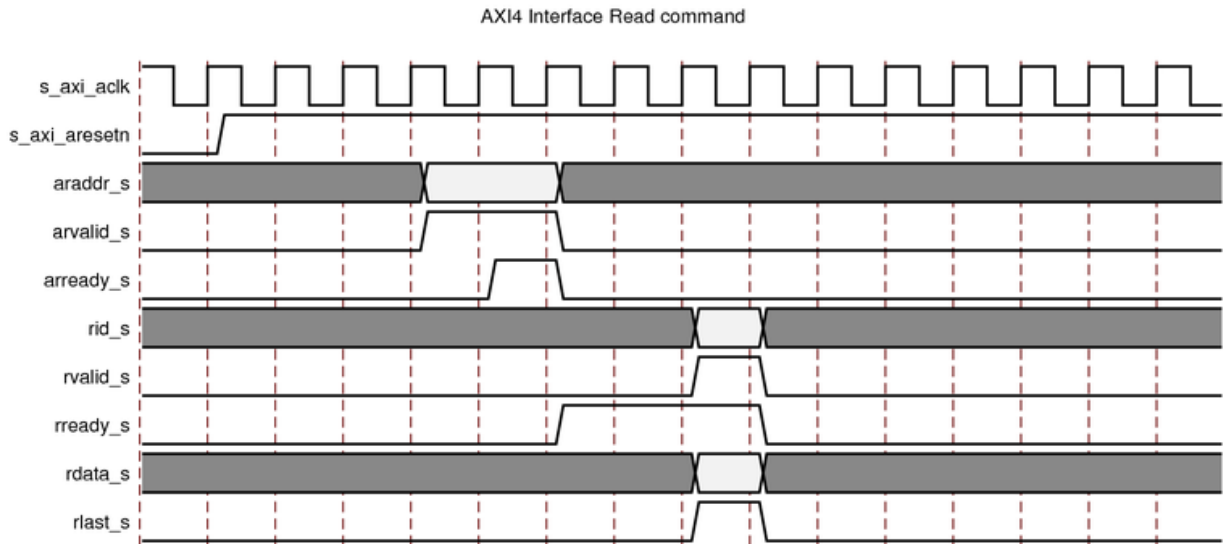 AXI4 Interface Read command
s_axi_aclk
s_axi_aresetn
araddr_s
arvalid_s
arready_s
rid_s
rvalid_s
rready_s
rdata_s
rlast_s